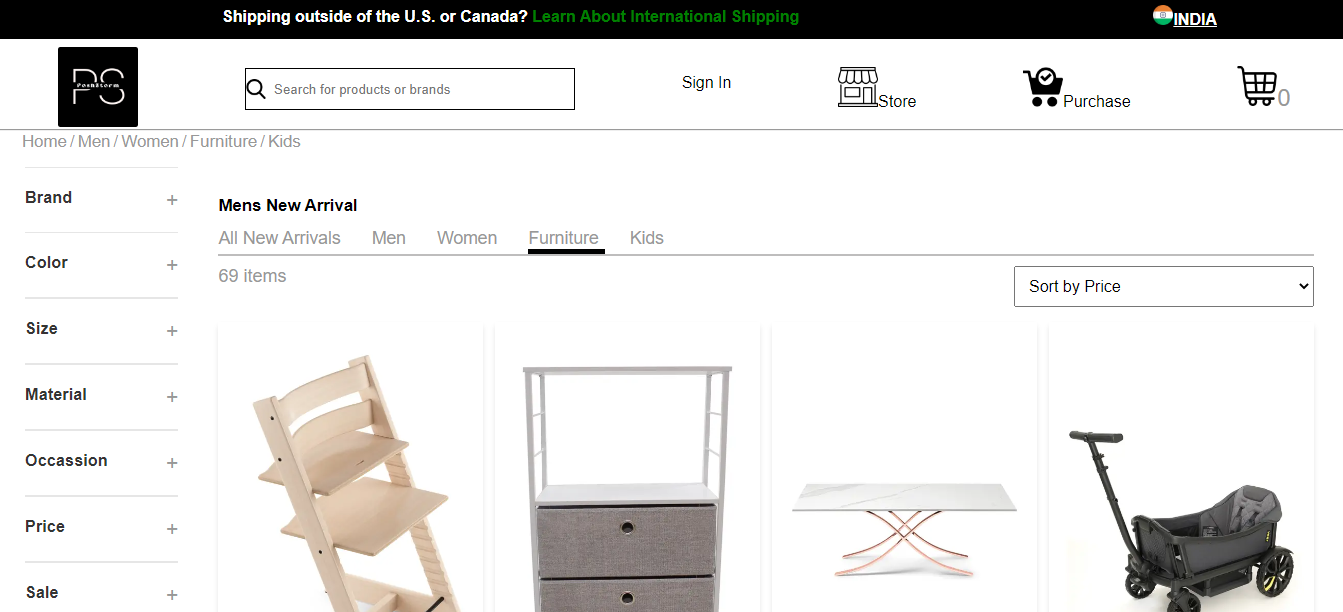 Shipping outside of the U.S. or Canada? Learn About International Shipping
INDIA
PS
PoshStorm
Search for products or brands
Sign In
Store
Purchase
0
Home / Men / Women / Furniture / Kids
Brand +
Color +
Size +
Material +
Occassion +
Price +
Sale +
Mens New Arrival
All New Arrivals Men Women Furniture Kids
69 items
Sort by Price